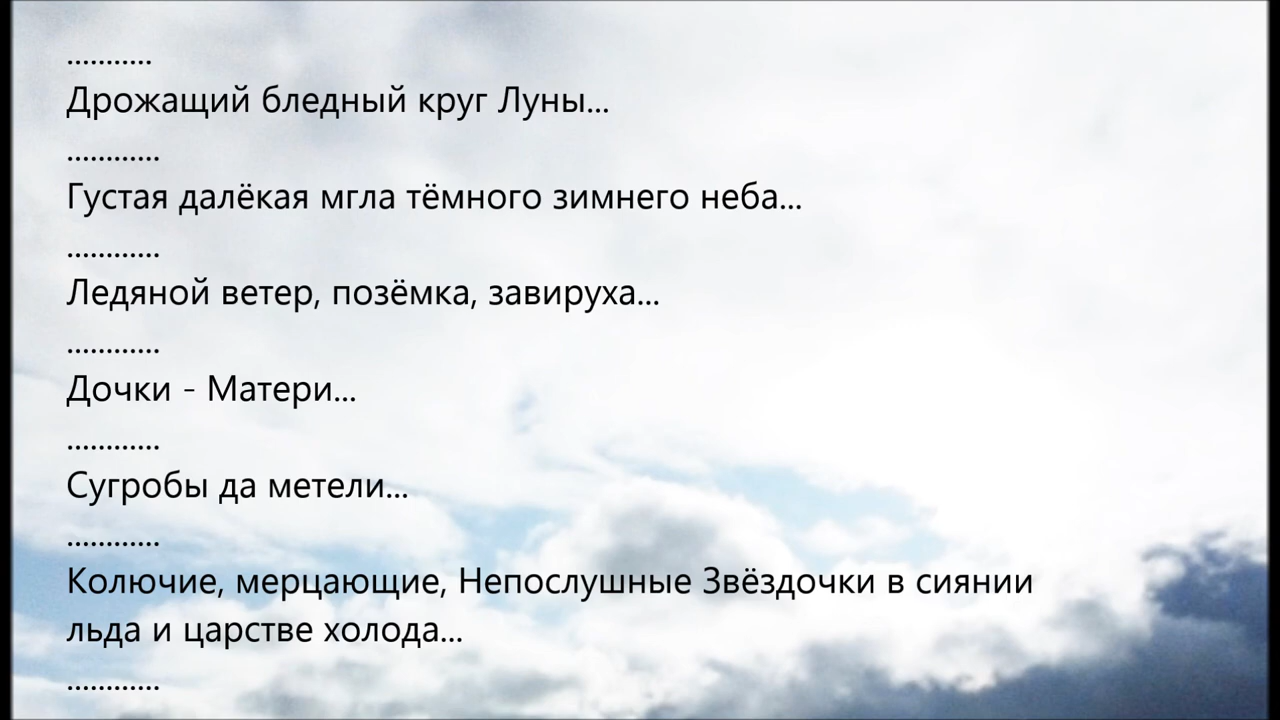 ...........
Дрожащий бледный круг Луны...
............
Густая далёкая мгла тёмного зимнего неба...
............
Ледяной ветер, позёмка, завируха...
............
Дочки - Матери...
............
Сугробы да метели...
............
Колючие, мерцающие, Непослушные Звёздочки в сиянии
льда и царстве холода...
............